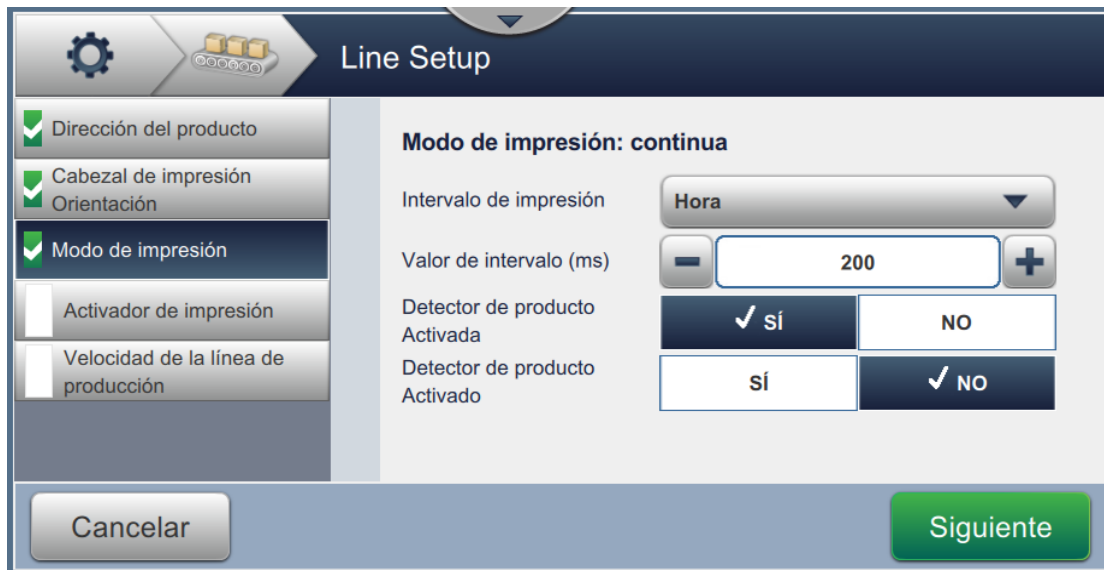 Line Setup
Dirección del producto
Cabezal de impresión
Orientación
Modo de impresión
Activador de impresión
Velocidad de la línea de
producción
Modo de impresión: continua
Intervalo de impresión
Hora
Valor de intervalo (ms)
200
Detector de producto
Activada
SÍ
NO
Detector de producto
Activado
SÍ
NO
Cancelar
Siguiente